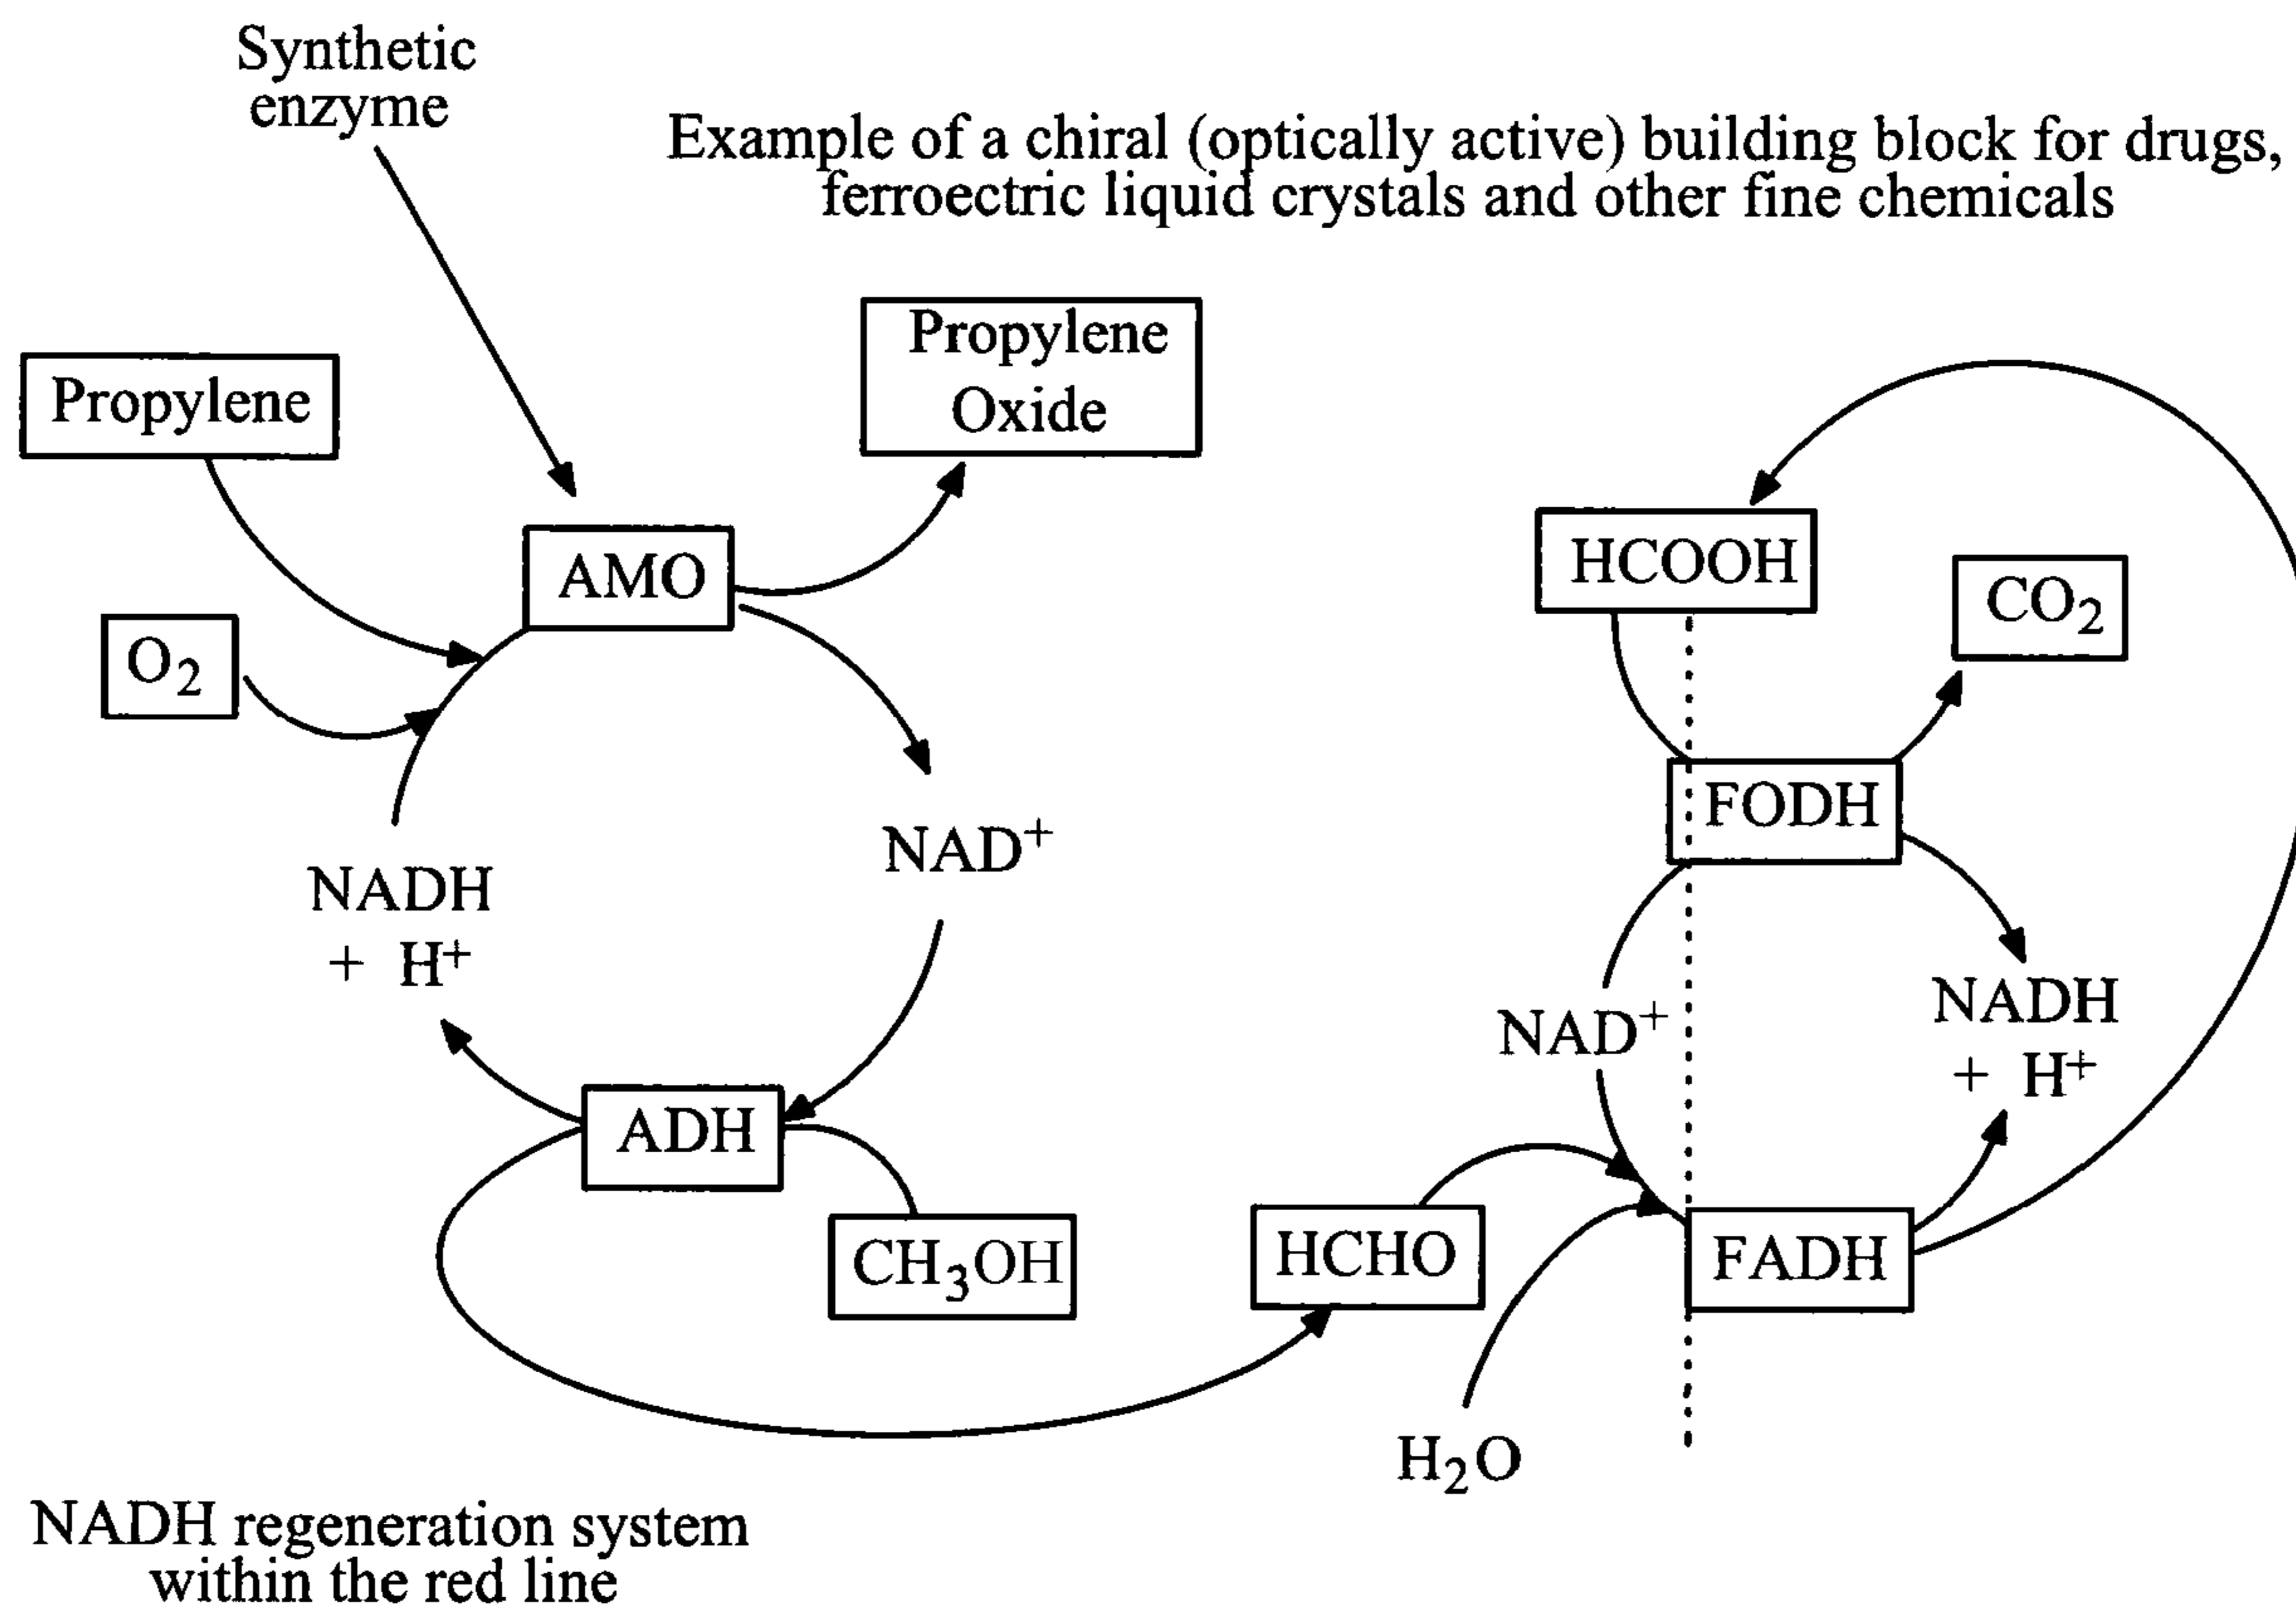 Synthetic
enzyme
Example of a chiral (optically active) building block for drugs,
ferroectric liquid crystals and other fine chemicals
Propylene
Propylene
Oxide
AMO
O2
HCOOH
CO2
FODH
NADH
+ H+
NAD+
NAD+
NADH
+ H+
ADH
CH3OH
HCHO
FADH
H2O
NADH regeneration system
within the red line